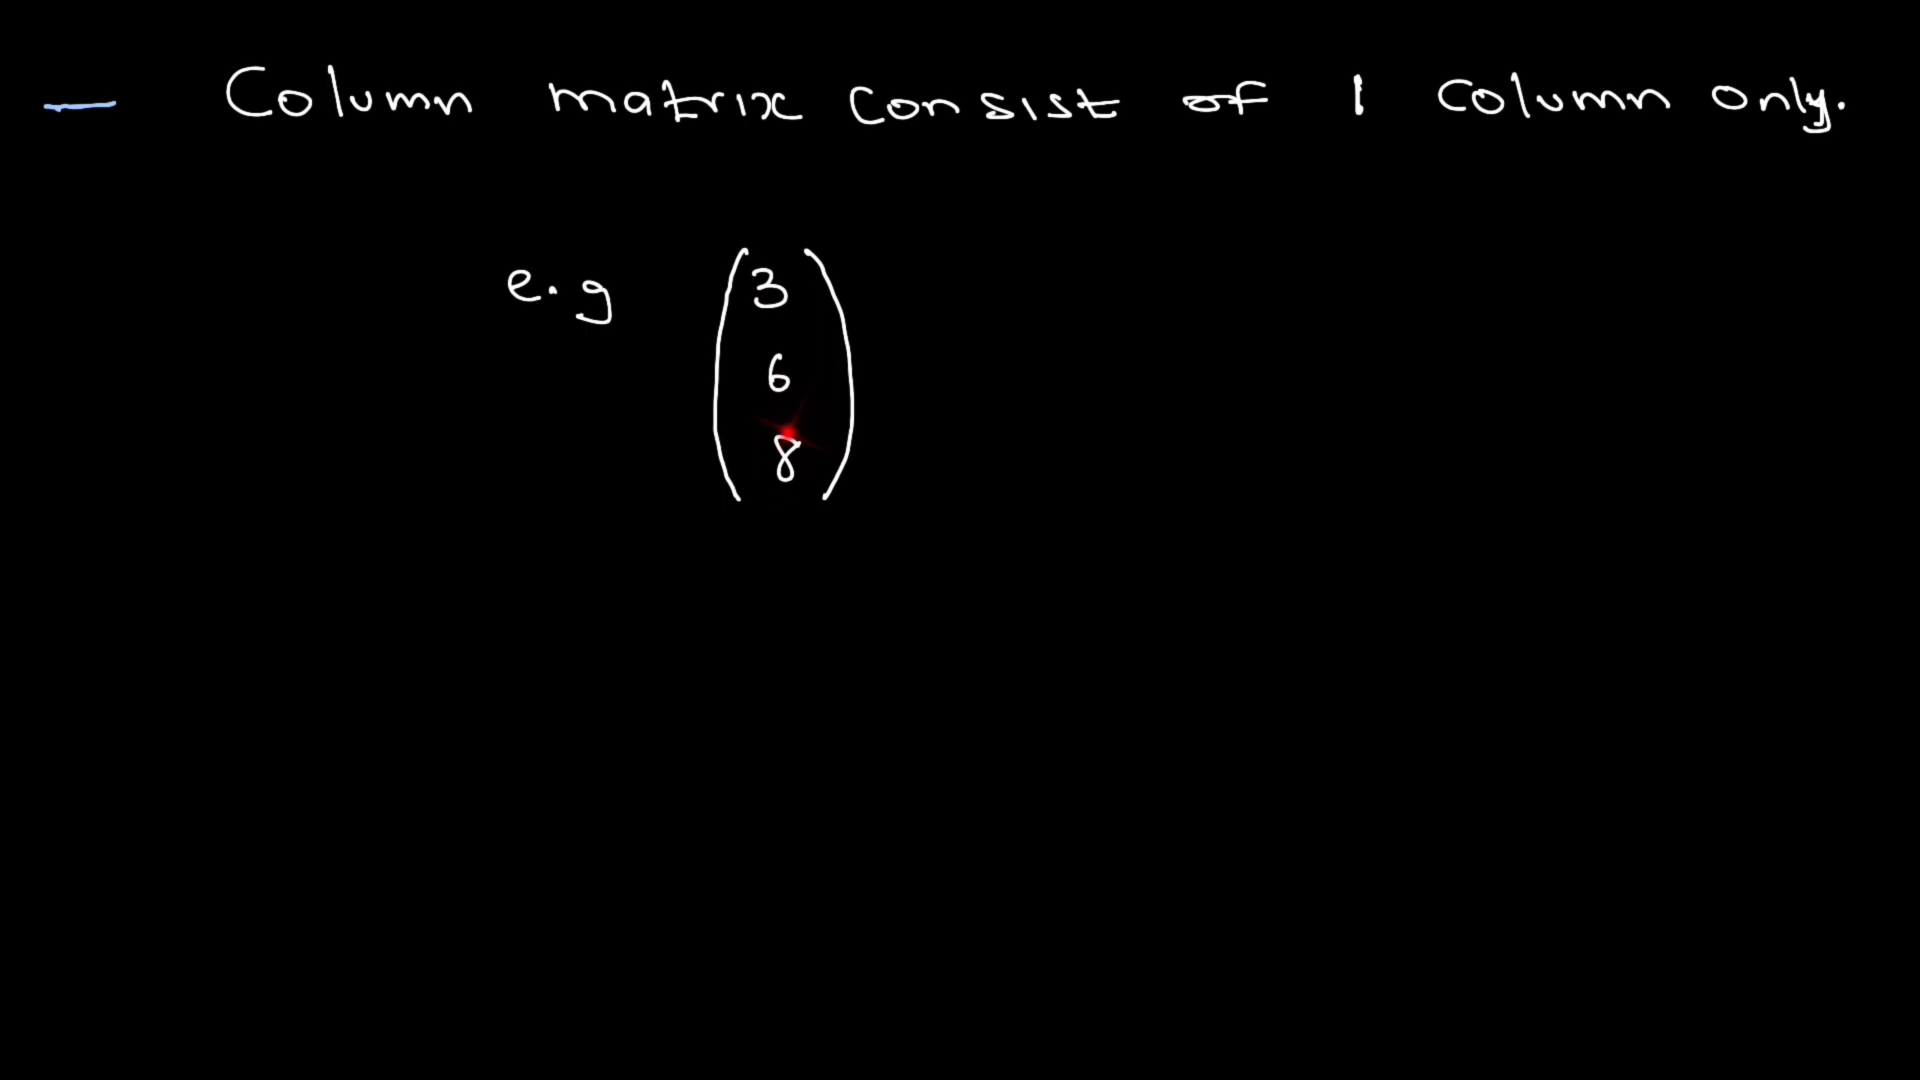 — Column matrix consist of 1 column only.
e.g (3
6
8)